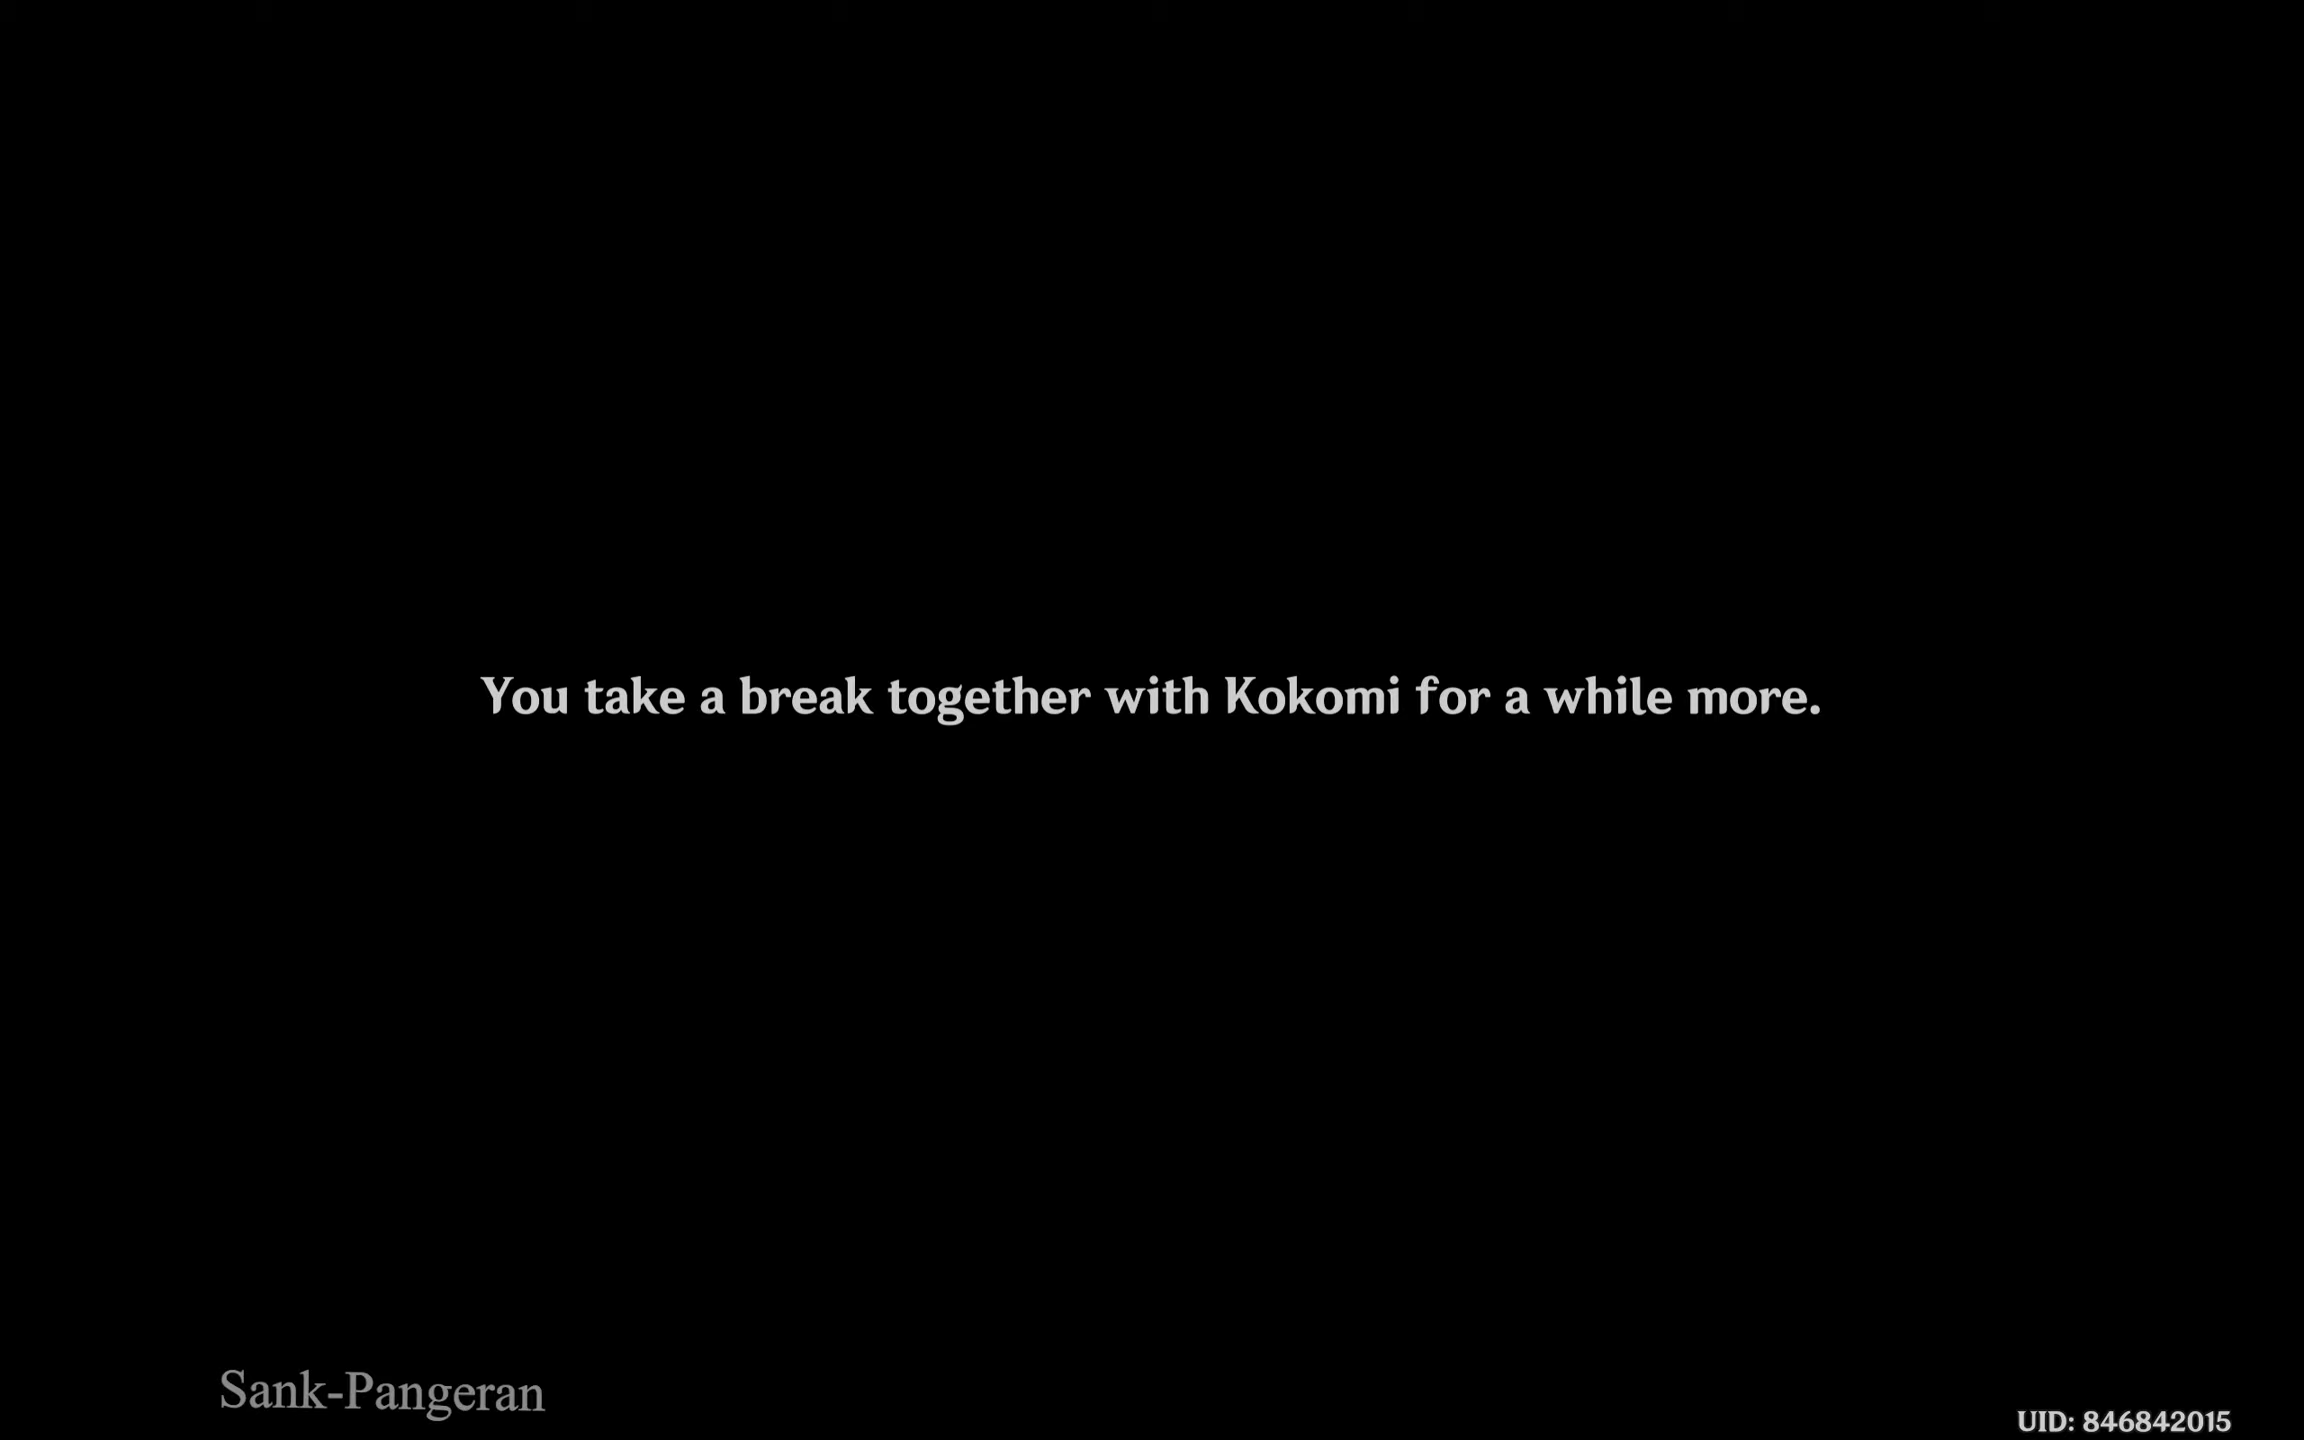 You take a break together with Kokomi for a while more.
Sank-Pangeran
UID: 846842015